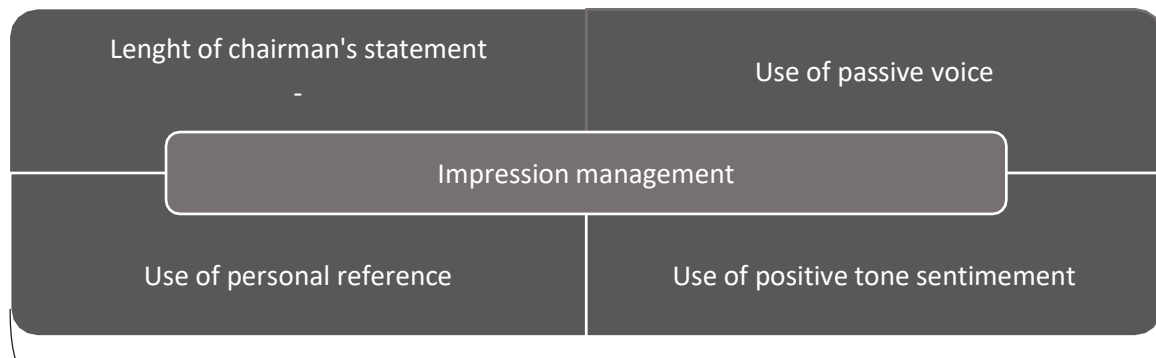 Lenght of chairman's statement
-
Use of passive voice
Impression management
Use of personal reference
Use of positive tone sentimement